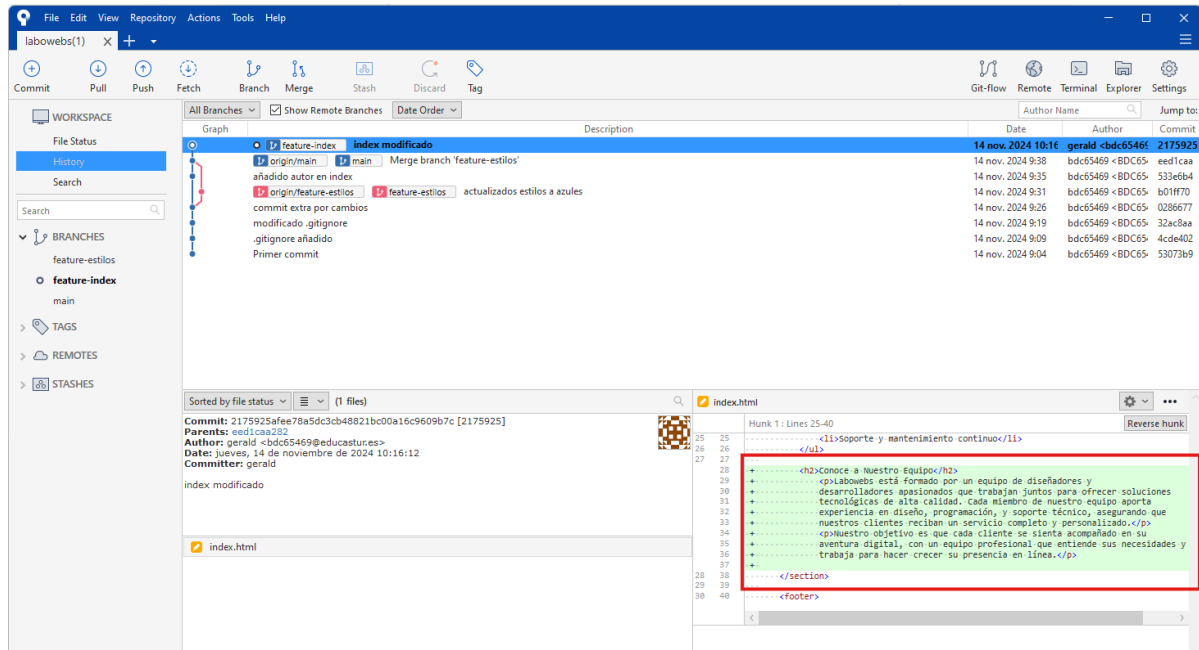 File Edit View Repository Actions Tools Help
labowebs(1)
Commit Pull Push Fetch Branch Merge Stash Discard Tag Git-flow Remote Terminal Explorer Settings
WORKSPACE
File Status
History
Search
Search
BRANCHES
feature-estilos
feature-index
main
TAGS
REMOTES
STASHES
All Branches Show Remote Branches Date Order Author Name Jump to:
Graph Description Date Author Commit
feature-index index modificado 14 nov. 2024 10:16 gerald <bdc65469 2175925
origin/main main Merge branch 'feature-estilos' 14 nov. 2024 9:38 bdc65469 <BDC65 eed1caa
añadido autor en index 14 nov. 2024 9:35 bdc65469 <BDC65 533e6b4
origin/feature-estilos feature-estilos actualizados estilos a azules 14 nov. 2024 9:31 bdc65469 <BDC65 b01ff70
commit extra por cambios 14 nov. 2024 9:26 bdc65469 <BDC65 0286677
modificado .gitignore 14 nov. 2024 9:19 bdc65469 <BDC65 32ac8aa
.gitignore añadido 14 nov. 2024 9:09 bdc65469 <BDC65 4cde402
Primer commit 14 nov. 2024 9:04 bdc65469 <BDC65 53073b9
Sorted by file status (1 files)
Commit: 2175925afee78a5dc3cb48821bc00a16c9609b7c [2175925]
Parents: eed1caa282
Author: gerald <bdc65469@educastur.es>
Date: jueves, 14 de noviembre de 2024 10:16:12
Committer: gerald
index modificado
index.html
index.html
Hunk 1 : Lines 25-40 Reverse hunk
25 25 <li>Soporte y mantenimiento continuo</li>
26 26 </ul>
27 27
28 + <h2>Conoce a Nuestro Equipo</h2>
29 + <p>Labowebs está formado por un equipo de diseñadores y
30 + desarrolladores apasionados que trabajan juntos para ofrecer soluciones
31 + tecnológicas de alta calidad. Cada miembro de nuestro equipo aporta
32 + experiencia en diseño, programación, y soporte técnico, asegurando que
33 + nuestros clientes reciban un servicio completo y personalizado.</p>
34 + <p>Nuestro objetivo es que cada cliente se sienta acompañado en su
35 + aventura digital, con un equipo profesional que entiende sus necesidades y
36 + trabaja para hacer crecer su presencia en línea.</p>
37 +
28 38 </section>
29 39
30 40 <footer>